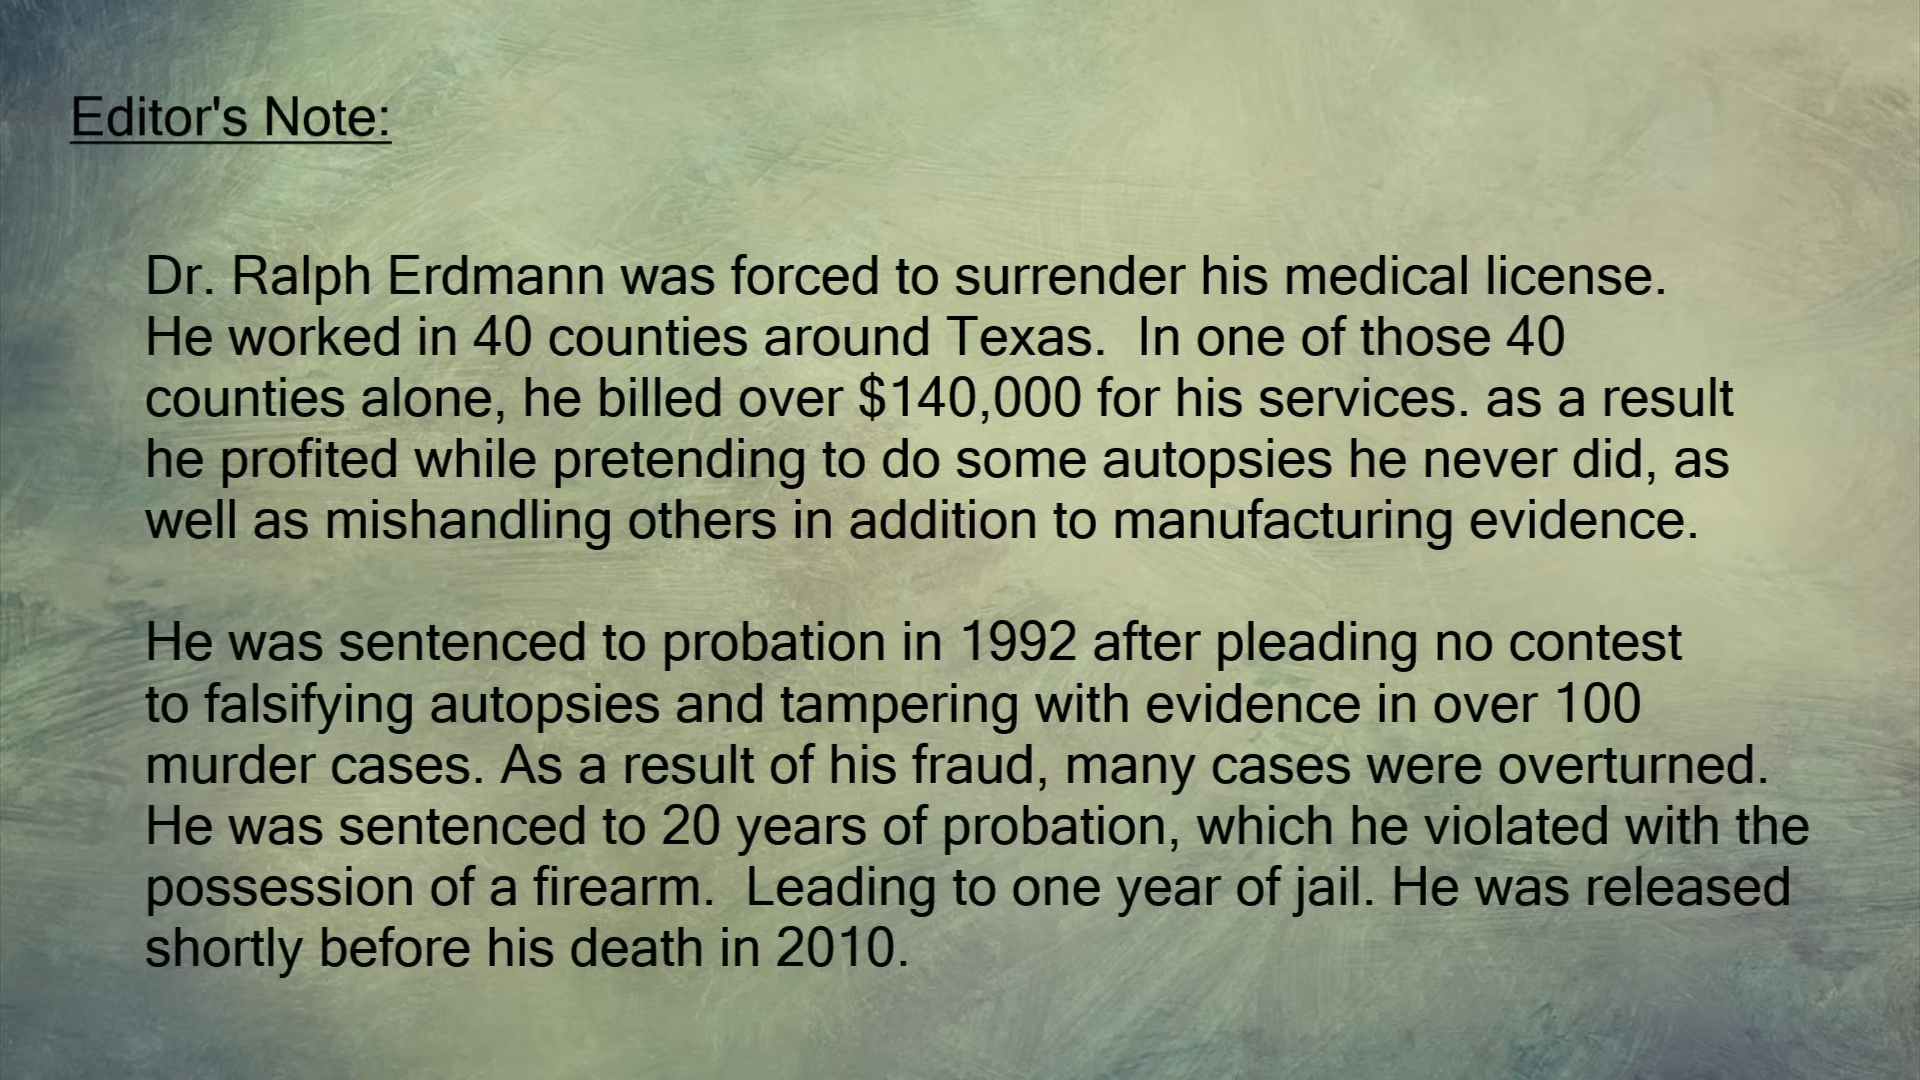 Editor's Note:
Dr. Ralph Erdmann was forced to surrender his medical license.
He worked in 40 counties around Texas.  In one of those 40
counties alone, he billed over $140,000 for his services. as a result
he profited while pretending to do some autopsies he never did, as
well as mishandling others in addition to manufacturing evidence.
He was sentenced to probation in 1992 after pleading no contest
to falsifying autopsies and tampering with evidence in over 100
murder cases. As a result of his fraud, many cases were overturned.
He was sentenced to 20 years of probation, which he violated with the
possession of a firearm.  Leading to one year of jail. He was released
shortly before his death in 2010.